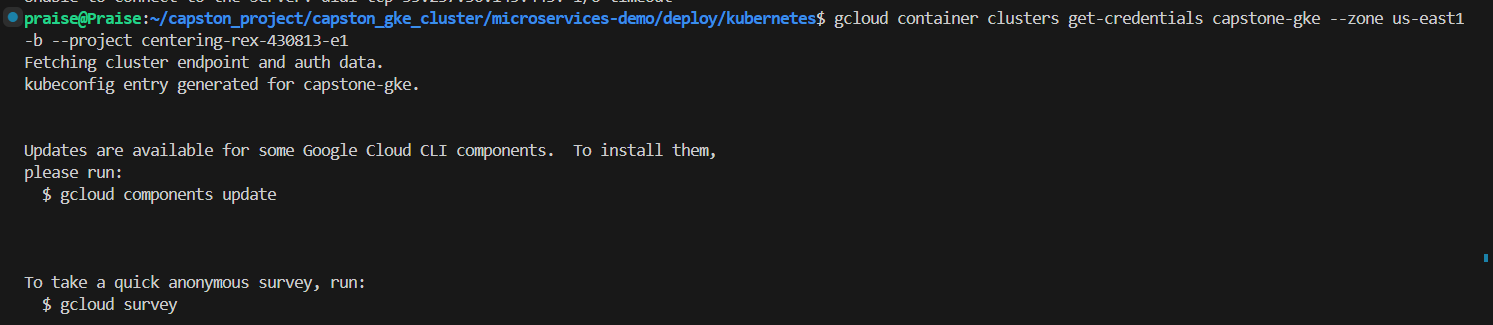 praise@Praise:~/capston_project/capston_gke_cluster/microservices-demo/deploy/kubernetes$ gcloud container clusters get-credentials capstone-gke --zone us-east1
-b --project centering-rex-430813-e1
Fetching cluster endpoint and auth data.
kubeconfig entry generated for capstone-gke.
Updates are available for some Google Cloud CLI components.  To install them,
please run:
  $ gcloud components update
To take a quick anonymous survey, run:
  $ gcloud survey